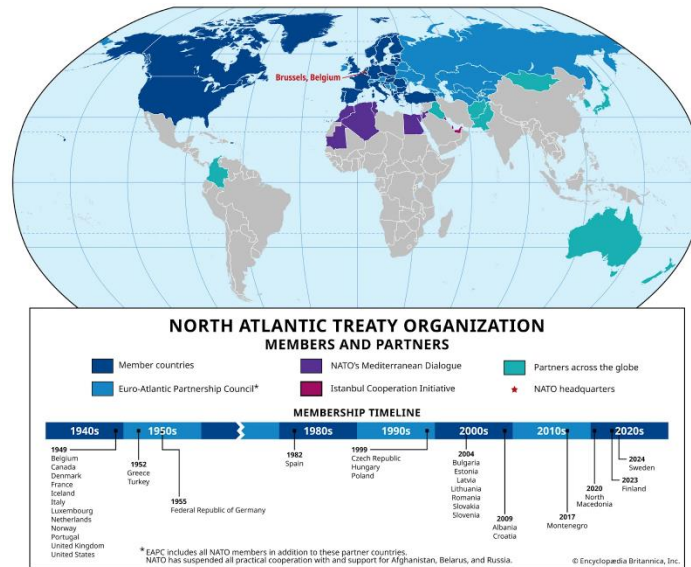 Brussels, Belgium
NORTH ATLANTIC TREATY ORGANIZATION
MEMBERS AND PARTNERS
Member countries
NATO's Mediterranean Dialogue
Partners across the globe
Euro-Atlantic Partnership Council*
Istanbul Cooperation Initiative
NATO headquarters
MEMBERSHIP TIMELINE
1940s
1950s
1980s
1990s
2000s
2010s
2020s
1949
Belgium
Canada
Denmark
France
Iceland
Italy
Luxembourg
Netherlands
Norway
Portugal
United Kingdom
United States
1952
Greece
Turkey
1955
Federal Republic of Germany
1982
Spain
1999
Czech Republic
Hungary
Poland
2004
Bulgaria
Estonia
Latvia
Lithuania
Romania
Slovakia
Slovenia
2009
Albania
Croatia
2017
Montenegro
2020
North
Macedonia
2023
Finland
2024
Sweden
* EAPC includes all NATO members in addition to these partner countries.
NATO has suspended all practical cooperation with and support for Afghanistan, Belarus, and Russia.
© Encyclopædia Britannica, Inc.